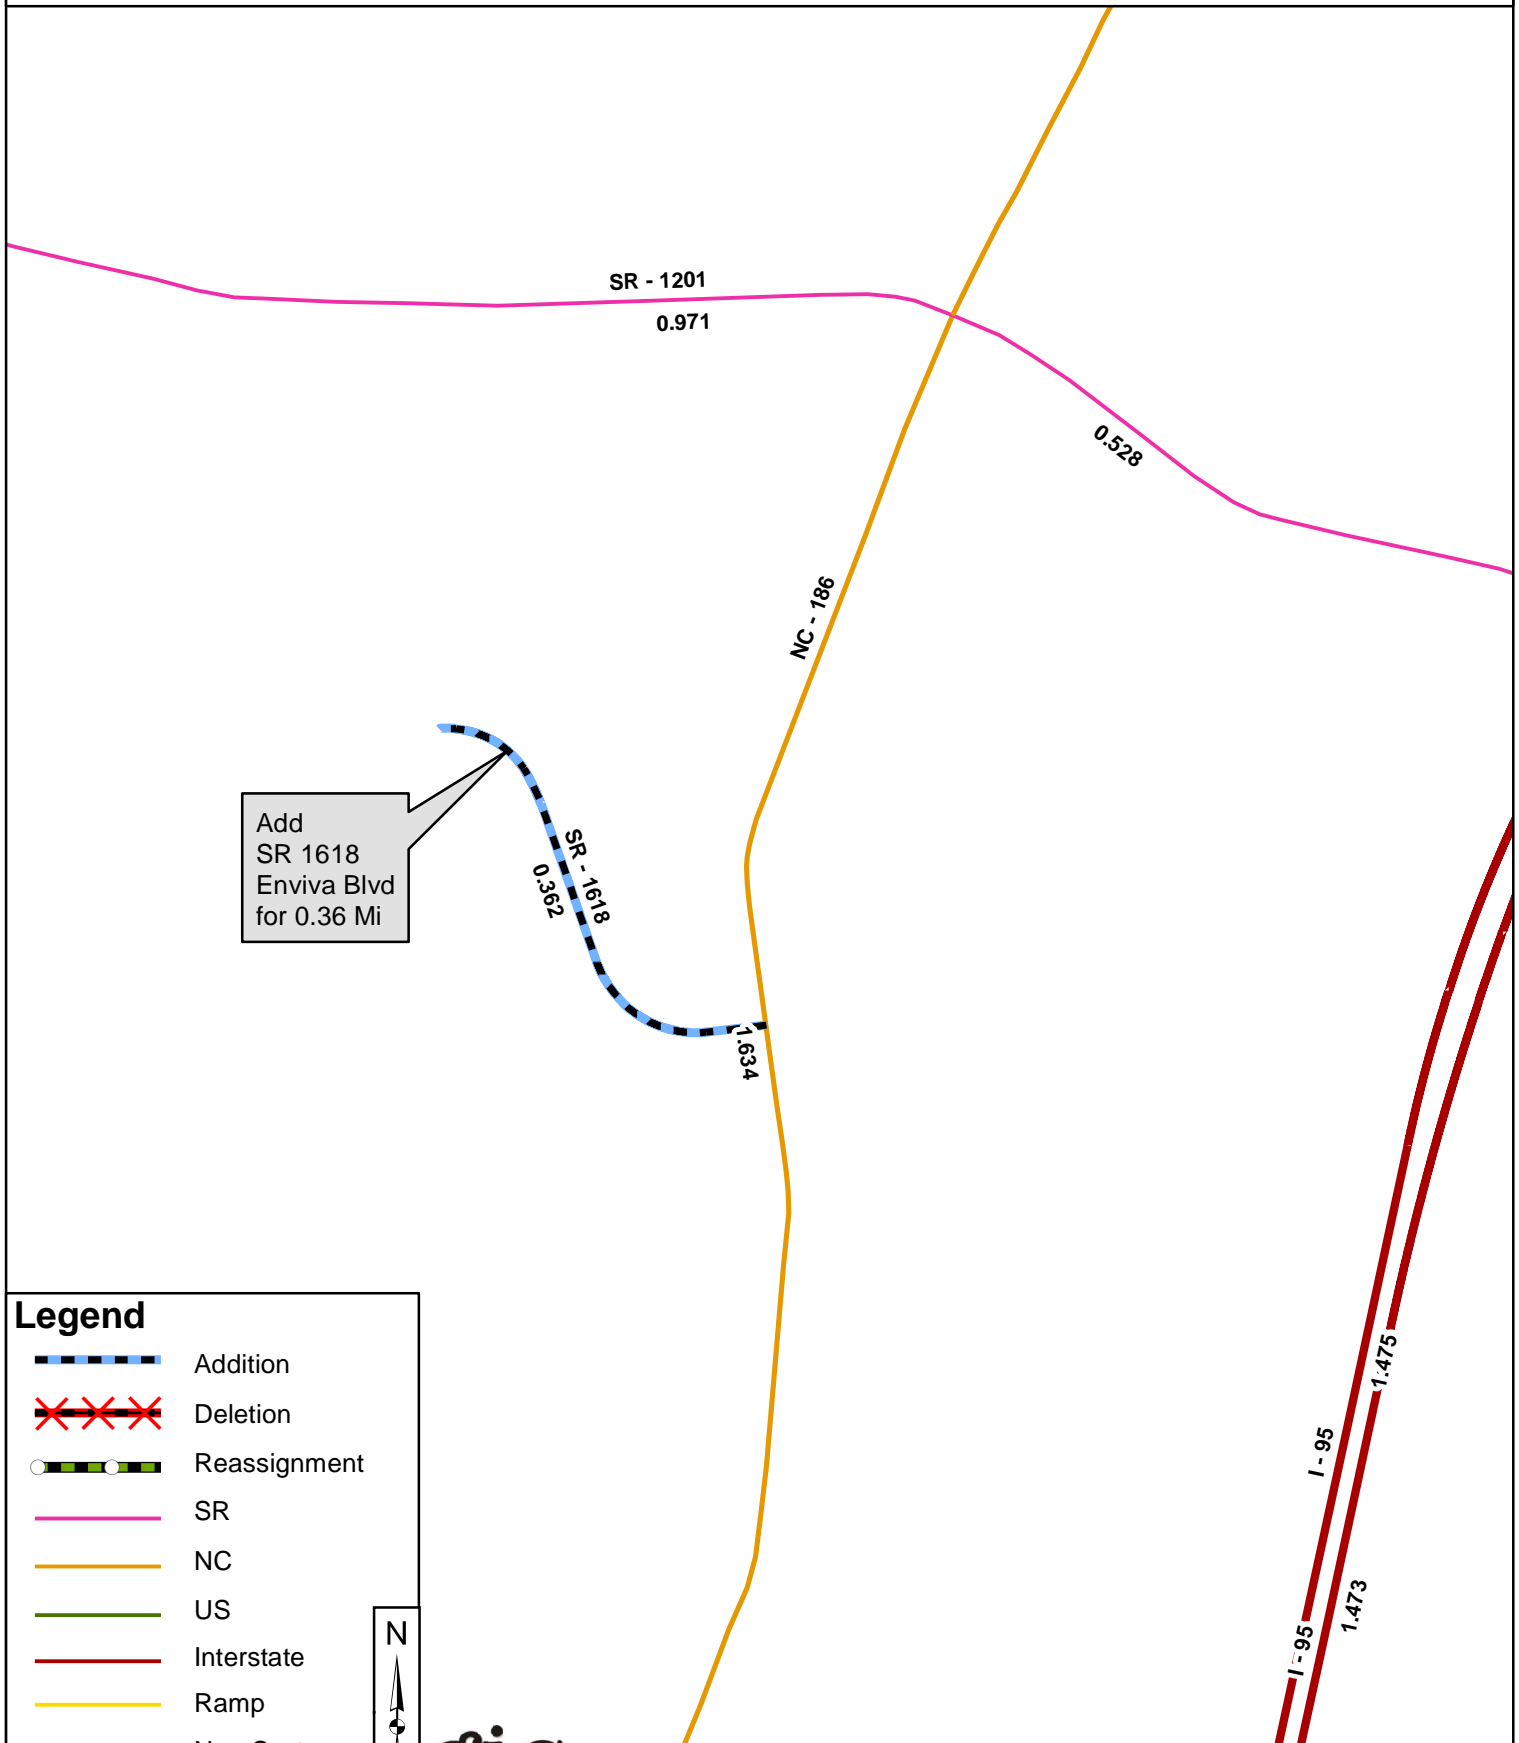 SR - 1201
0.971
0.528
NC - 186
Add
SR 1618
Enviva Blvd
for 0.36 Mi
SR - 1618
0.362
1.634
1.475
I - 95
1.473
I - 95
Legend
Addition
Deletion
Reassignment
SR
NC
US
Interstate
Ramp
N